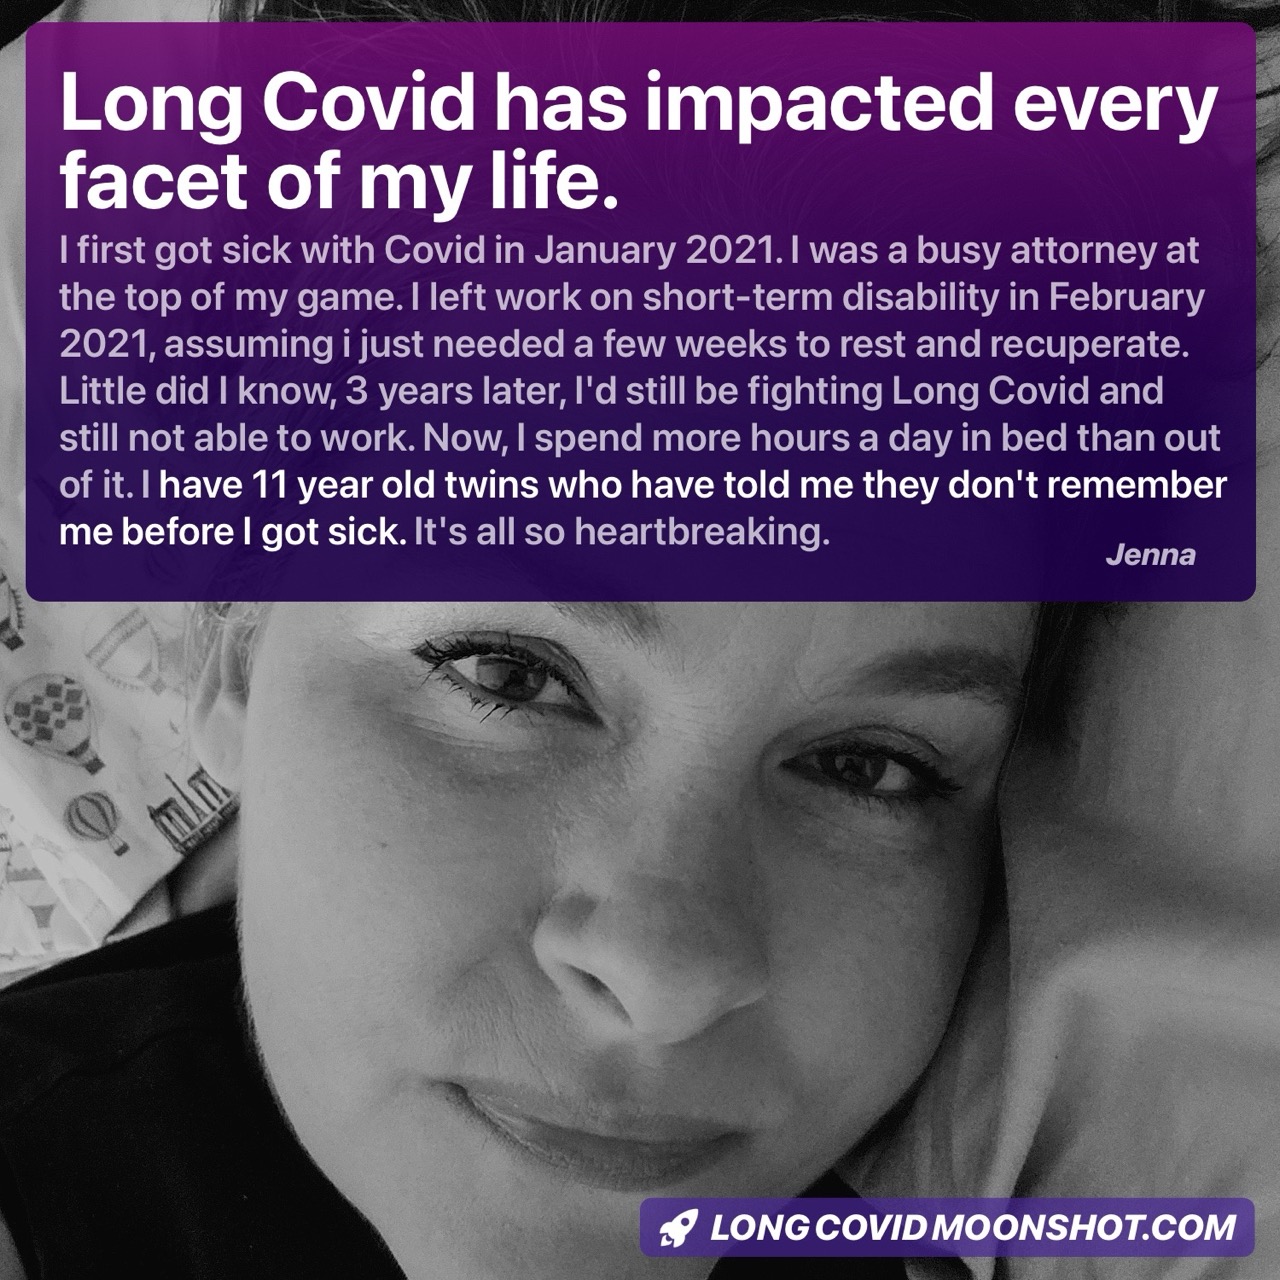 Long Covid has impacted every
facet of my life.
I first got sick with Covid in January 2021. I was a busy attorney at
the top of my game. I left work on short-term disability in February
2021, assuming i just needed a few weeks to rest and recuperate.
Little did I know, 3 years later, I'd still be fighting Long Covid and
still not able to work. Now, I spend more hours a day in bed than out
of it. I have 11 year old twins who have told me they don't remember
me before I got sick. It's all so heartbreaking.
Jenna
LONG COVID MOONSHOT.COM